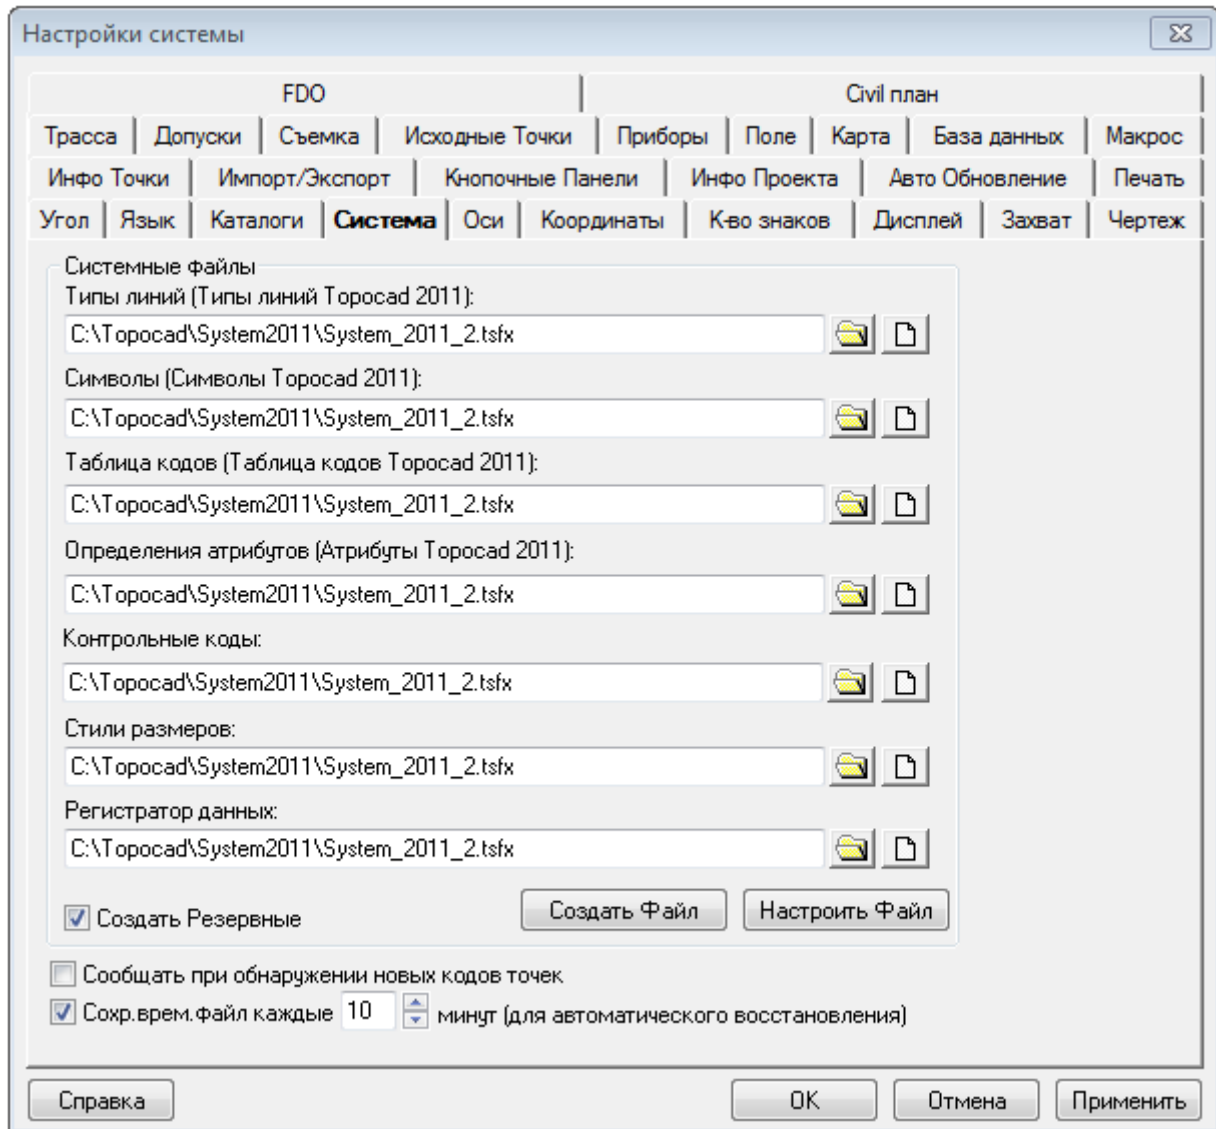 Настройки системы
FDO Civil план
Трасса Допуски Съемка Исходные Точки Приборы Поле Карта База данных Макрос
Инфо Точки Импорт/Экспорт Кнопочные Панели Инфо Проекта Авто Обновление Печать
Угол Язык Каталоги Система Оси Координаты К-во знаков Дисплей Захват Чертеж
Системные файлы
Типы линий (Типы линий Topocad 2011):
C:\Topocad\System2011\System_2011_2.tsfx
Символы (Символы Topocad 2011):
C:\Topocad\System2011\System_2011_2.tsfx
Таблица кодов (Таблица кодов Topocad 2011):
C:\Topocad\System2011\System_2011_2.tsfx
Определения атрибутов (Атрибуты Topocad 2011):
C:\Topocad\System2011\System_2011_2.tsfx
Контрольные коды:
C:\Topocad\System2011\System_2011_2.tsfx
Стили размеров:
C:\Topocad\System2011\System_2011_2.tsfx
Регистратор данных:
C:\Topocad\System2011\System_2011_2.tsfx
Создать Резервные Создать Файл Настроить Файл
Сообщать при обнаружении новых кодов точек
Сохр.врем.файл каждые 10 минут (для автоматического восстановления)
Справка OK Отмена Применить